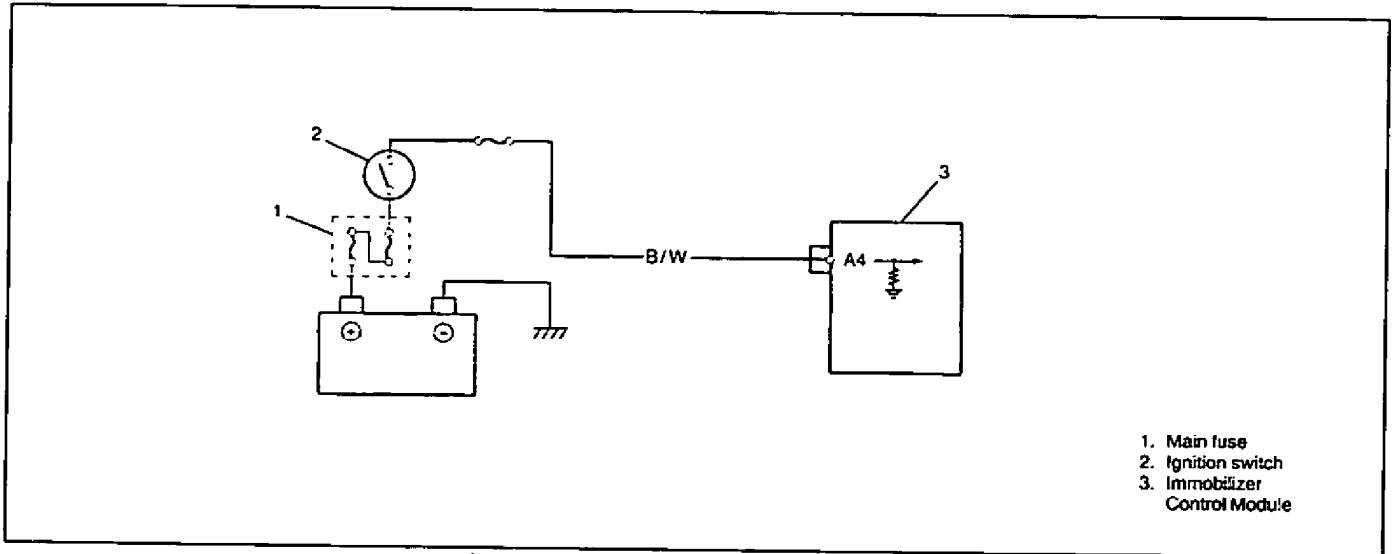 2
1
3
B/W
A4
+ -
1. Main fuse
2. Ignition switch
3. Immobilizer
Control Module